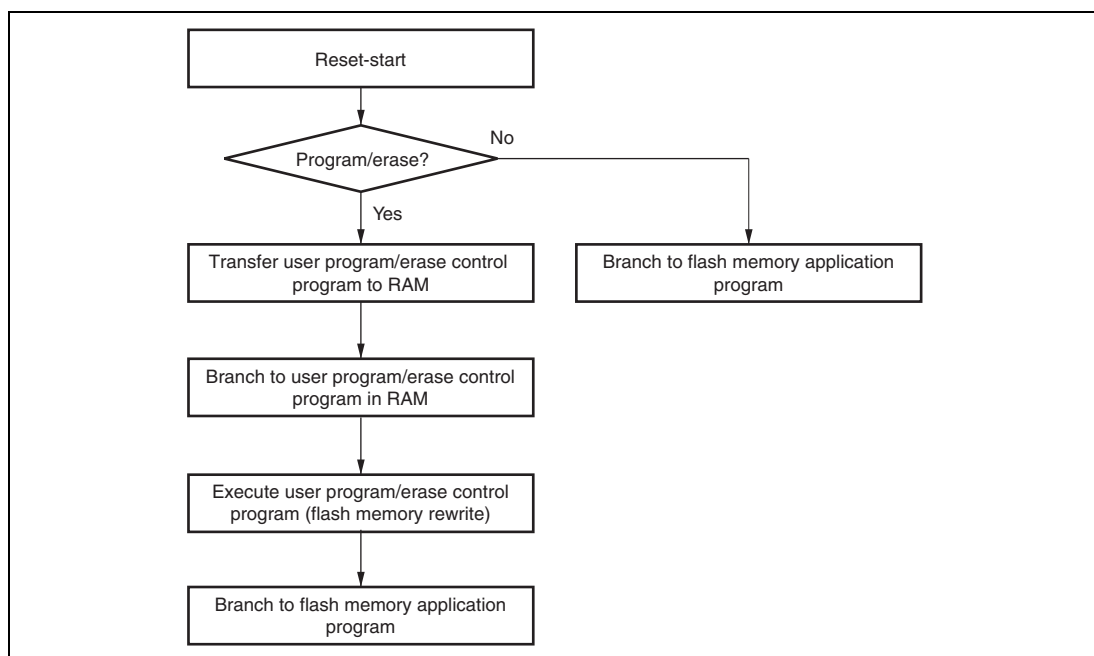 Reset-start
No
Program/erase?
Yes
Transfer user program/erase control
program to RAM
Branch to flash memory application
program
Branch to user program/erase control
program in RAM
Execute user program/erase control
program (flash memory rewrite)
Branch to flash memory application
program